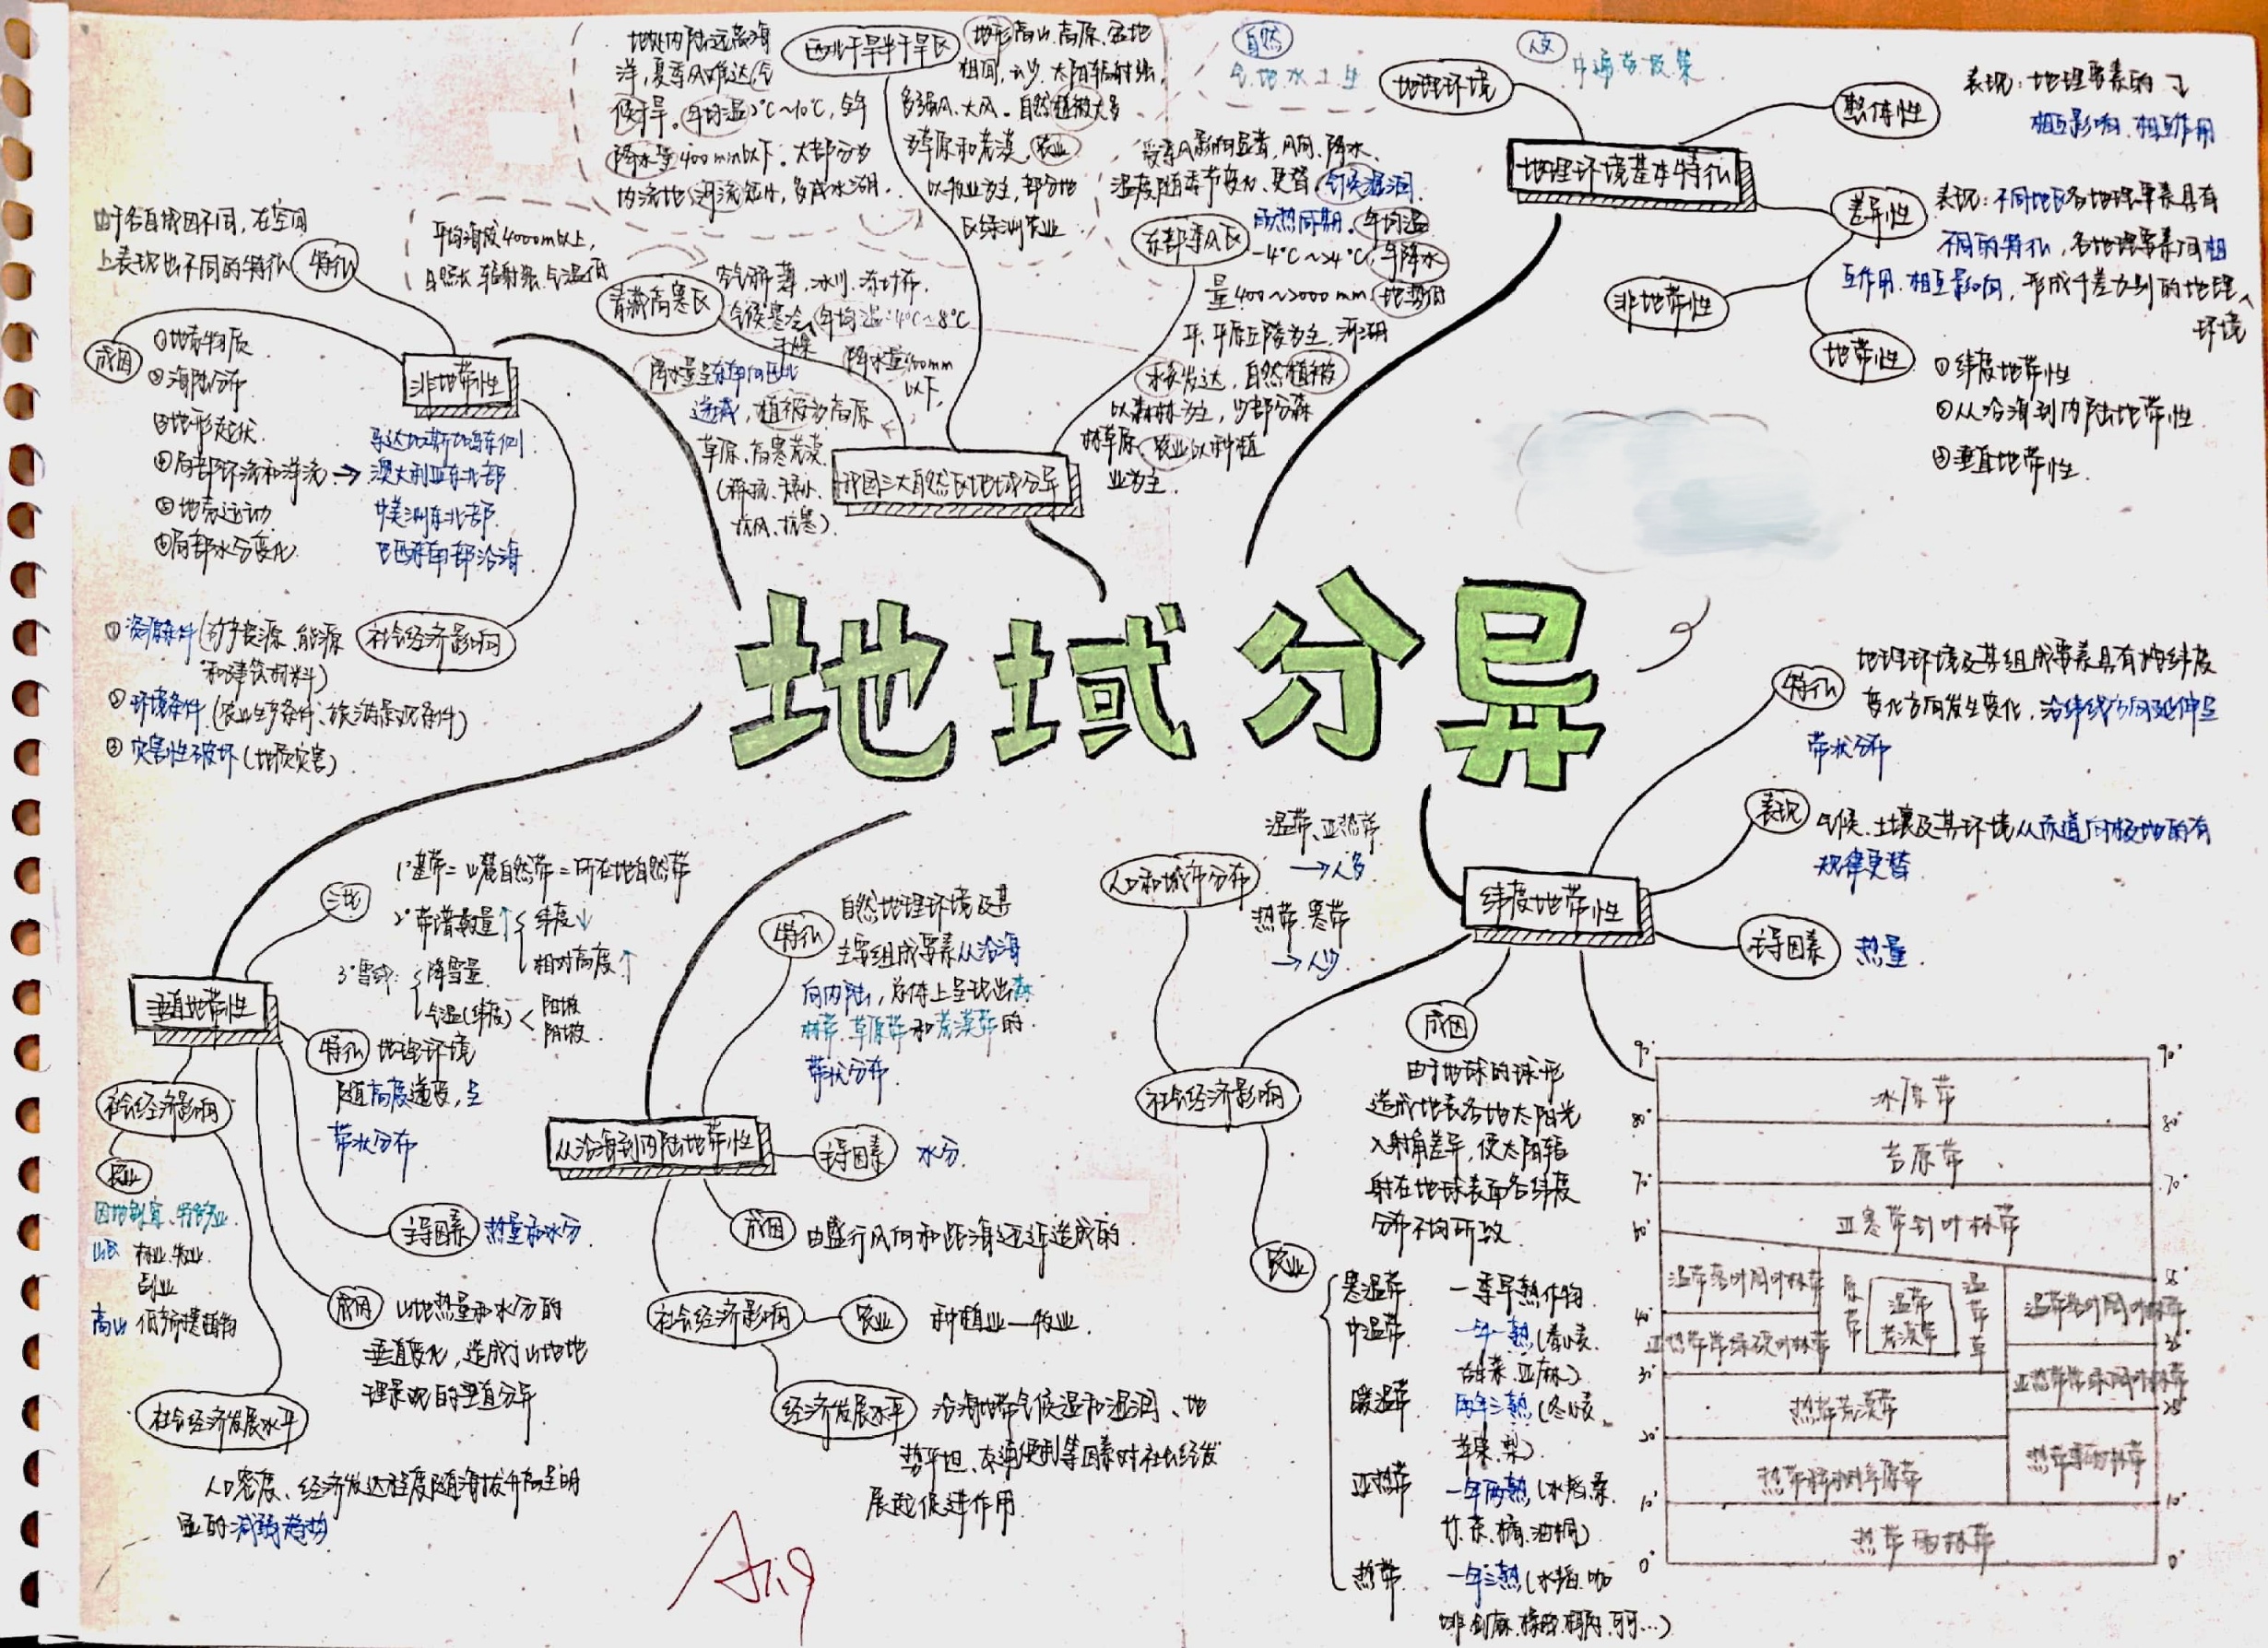 地域分异
自然
气 地 水 土 生
人文
地理环境
地理环境基本特征
整体性
表现：地理要素的
相互影响、相互作用
差异性
表现：不同地区各地理要素具有
不同的特征，各地理要素间相
互作用、相互影响，形成千差万别的地理
环境
非地带性
地带性
①纬度地带性
②从沿海到内陆地带性
③垂直地带性
我国三大自然区地域分异
西北干旱半干旱区
地处内陆远离海
洋，夏季风难达，气
候干旱。年均温2℃~10℃，全年
降水量400mm以下。大部分为
内流地，河流短小，多咸水湖。
地形高山、高原、盆地
相间，云少，太阳辐射强，
多强风、大风。自然植被大多
为草原和荒漠，农业
以牧业为主，部分地
区绿洲农业
东部季风区
受季风影响显著，风向、降水、
温度随季节变化、更替，气候湿润，
雨热同期。年均温
-4℃~24℃，年降水
量400~2000mm，地势低
平，平原丘陵为主，河湖
水系发达，自然植被
以森林为主，少部分森
林草原，农业以种植
业为主。
青藏高寒区
平均海拔4000m以上，
日照长、辐射强、气温低
空气稀薄，冰川、冻土分布，
气候寒冷干燥，年均温-4℃~8℃
降水量400mm
以下，
降水量呈东南向西北
递减，植被为高原
草原、高寒荒漠
(稀疏、矮小、
抗风、抗寒)
非地带性
特征
由于各自成因不同，在空间
上表现出不同的特征
成因
①地表物质
②海陆分布
③地形起伏
④局部环流和洋流→
⑤地表运动
⑥局部水分变化
马达加斯加岛东侧
澳大利亚东北部
中美洲东北部
巴西东南部沿海
社会经济影响
①资源条件(矿产资源、能源
和建筑材料)
②环境条件(农业生产条件、旅游景观条件)
③灾害性破坏(地质灾害)
垂直地带性
注
1°基带=山麓自然带=所在地自然带
2°带谱数量↑ 纬度↓
相对高度↑
3°雪线： 降雪量
气温(纬度) 阳坡
阴坡
特征
地理环境
随高度递变，呈
带状分布
主导因素 热量和水分
成因
山地热量和水分的
垂直变化，造成了山地地
理景观的垂直分异
社会经济影响
农业
因地制宜、特色农业
山区 林业、牧业、
副业
高山
社会经济发展水平
人口密度、经济发达程度随海拔升高呈明
显的减弱趋势
从沿海到内陆地带性
特征
自然地理环境及其
主要组成要素从沿海
向内陆，总体上呈现出森
林带、草原带和荒漠带的
带状分布
主导因素 水分
成因 由盛行风向和距海远近造成的
社会经济影响
农业 种植业—牧业
经济发展水平
沿海地带气候温和湿润、地
势平坦、交通便利等因素对社会经发
展起促进作用
纬度地带性
特征
地理环境及其组成要素具有按纬度
变化方向发生变化，沿纬线方向延伸呈
带状分布
表现
气候、土壤及其环境从赤道向极地的有
规律更替
主导因素 热量
成因
由于地球的球形
造成地表各地太阳光
入射角差异，使太阳辐
射在地球表面各纬度
分布不均所致
社会经济影响
人口和城市分布
温带、亚热带
→人多
热带、寒带
→人少
农业
寒温带 一季早熟作物
中温带 一年一熟(春小麦、
甜菜、亚麻)
暖温带 两年三熟(冬小麦、
苹果、梨)
亚热带 一年两熟(水稻、桑、
竹、茶、橘、油桐)
热带 一年三熟(水稻、咖
啡、剑麻、椰子…)
90° 冰原带 90°
80° 苔原带 80°
70° 亚寒带针叶林带 70°
60°
温带落叶阔叶林带 温带荒漠带 温带草原带 55°
温带落叶阔叶林带
40° 亚热带常绿硬叶林带 35°
30° 亚热带常绿阔叶林带
热带荒漠带 25°
20° 热带季雨林带
热带稀树草原带
10° 10°
热带雨林带
0° 0°